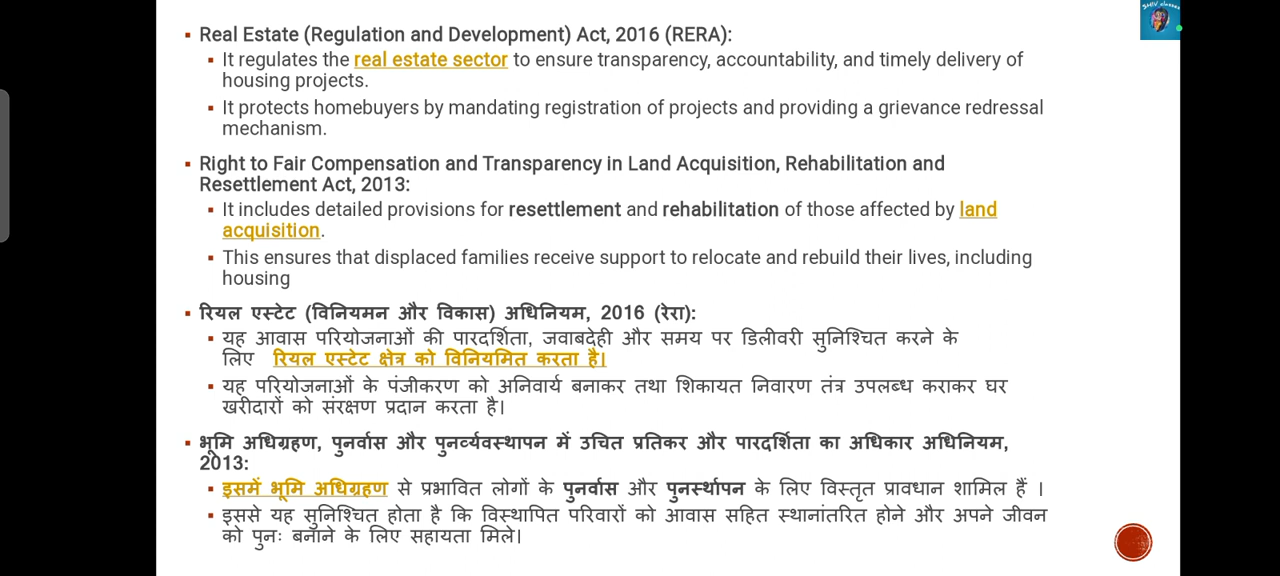 SHIV_classes
Real Estate (Regulation and Development) Act, 2016 (RERA):
It regulates the real estate sector to ensure transparency, accountability, and timely delivery of
housing projects.
It protects homebuyers by mandating registration of projects and providing a grievance redressal
mechanism.
Right to Fair Compensation and Transparency in Land Acquisition, Rehabilitation and
Resettlement Act, 2013:
It includes detailed provisions for resettlement and rehabilitation of those affected by land
acquisition.
This ensures that displaced families receive support to relocate and rebuild their lives, including
housing
रियल एस्टेट (विनियमन और विकास) अधिनियम, 2016 (रेरा):
यह आवास परियोजनाओं की पारदर्शिता, जवाबदेही और समय पर डिलीवरी सुनिश्चित करने के
लिए रियल एस्टेट क्षेत्र को विनियमित करता है।
यह परियोजनाओं के पंजीकरण को अनिवार्य बनाकर तथा शिकायत निवारण तंत्र उपलब्ध कराकर घर
खरीदारों को संरक्षण प्रदान करता है।
भूमि अधिग्रहण, पुनर्वास और पुनर्व्यवस्थापन में उचित प्रतिकर और पारदर्शिता का अधिकार अधिनियम,
2013:
इसमें भूमि अधिग्रहण से प्रभावित लोगों के पुनर्वास और पुनर्स्थापन के लिए विस्तृत प्रावधान शामिल हैं ।
इससे यह सुनिश्चित होता है कि विस्थापित परिवारों को आवास सहित स्थानांतरित होने और अपने जीवन
को पुनः बनाने के लिए सहायता मिले।